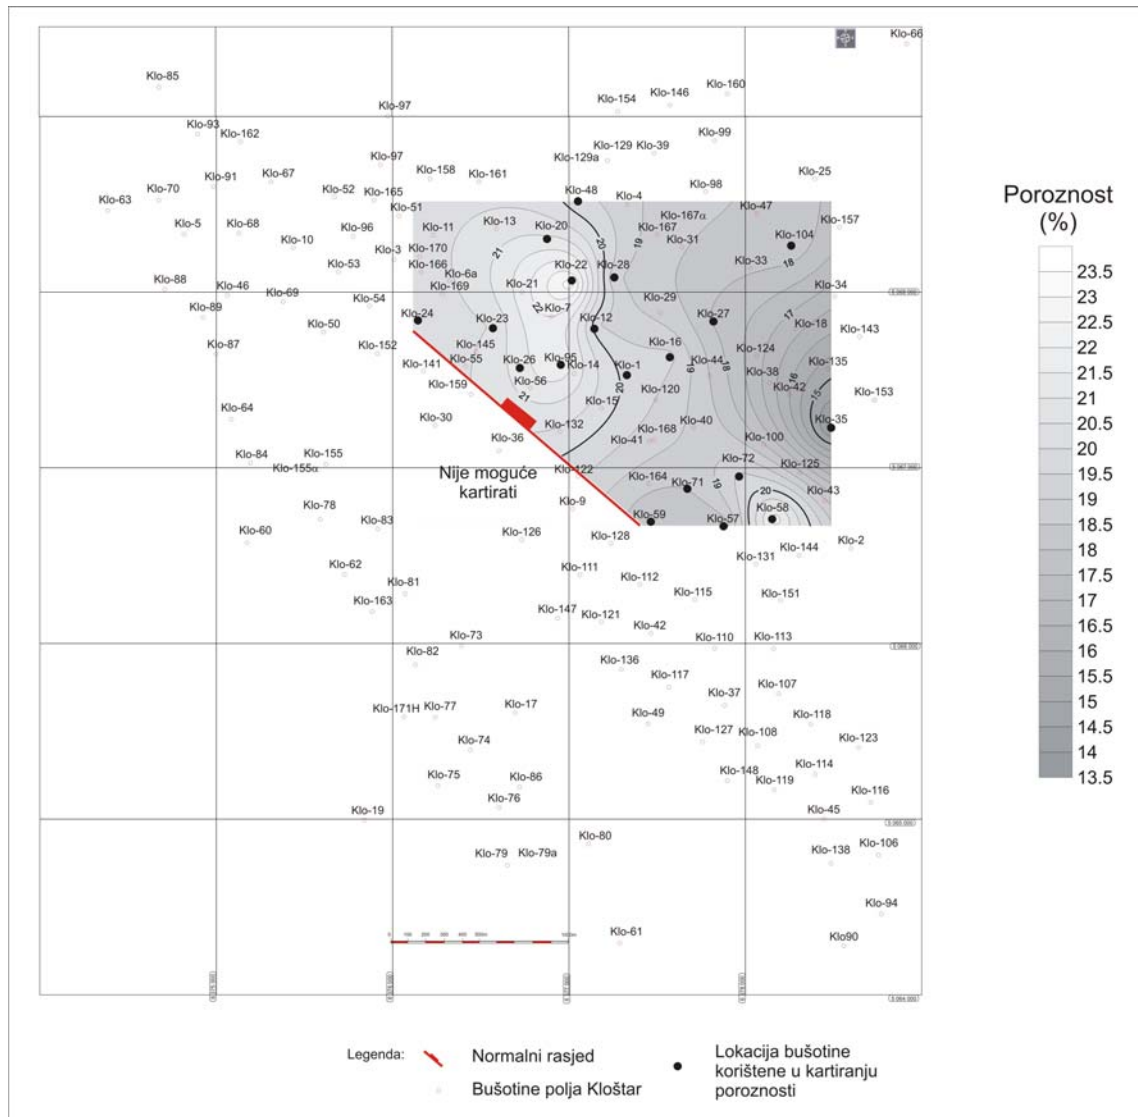 Klo-66
Klo-85
Klo-160
Klo-146
Klo-154
Klo-97
Klo-93
Klo-162
Klo-99
Klo-129 Klo-39
Klo-129a
Klo-97
Klo-158
Klo-161
Klo-25
Klo-91 Klo-67
Klo-70
Klo-52 Klo-165
Klo-48
Klo-4
Klo-98
Klo-63
Klo-51
Klo-47
Klo-167α
Klo-157
Klo-5
Klo-68
Klo-96
Klo-11
Klo-13
Klo-20
20
Klo-167
Klo-31
Klo-104
Klo-10
Klo-3
Klo-170
21
19
Klo-53
Klo-166
Klo-6a
Klo-22
Klo-28
Klo-33
18
Klo-88
Klo-46
Klo-69
Klo-169
Klo-21
Klo-34
Klo-54
Klo-29
22
Klo-89
Klo-24
Klo-23
Klo-7
Klo-12
Klo-27
17
Klo-18
Klo-143
Klo-50
Klo-87
Klo-152
Klo-145
Klo-16
Klo-124
Klo-141
Klo-55
Klo-26
Klo-95
Klo-14
Klo-1
Klo-44
18
Klo-135
19
Klo-38
16
Klo-159
Klo-56
20
Klo-120
Klo-42
15
Klo-153
21
Klo-15
Klo-64
Klo-30
Klo-132
Klo-168
Klo-40
Klo-35
Klo-36
Klo-41
Klo-100
Klo-84
Klo-155
Klo-155α
Klo-122
Klo-72
Klo-125
Nije moguće
kartirati
Klo-164
Klo-71
19
20
Klo-43
Klo-78
Klo-9
Klo-59
Klo-57
Klo-58
Klo-60
Klo-83
Klo-126
Klo-128
Klo-144
Klo-2
Klo-131
Klo-62
Klo-111
Klo-112
Klo-81
Klo-163
Klo-115
Klo-151
Klo-147
Klo-121
Klo-42
Klo-73
Klo-110
Klo-113
Klo-82
Klo-136
Klo-117
Klo-107
Klo-37
Klo-171H Klo-77
Klo-17
Klo-49
Klo-118
Klo-127
Klo-108
Klo-123
Klo-74
Klo-75
Klo-86
Klo-148
Klo-114
Klo-119
Klo-76
Klo-116
Klo-19
Klo-45
Klo-80
Klo-79 Klo-79a
Klo-138
Klo-106
Klo-94
Klo-61
Klo90
Poroznost
(%)
23.5
23
22.5
22
21.5
21
20.5
20
19.5
19
18.5
18
17.5
17
16.5
16
15.5
15
14.5
14
13.5
Legenda:
Normalni rasjed
Bušotine polja Kloštar
Lokacija bušotine
korištene u kartiranju
poroznosti